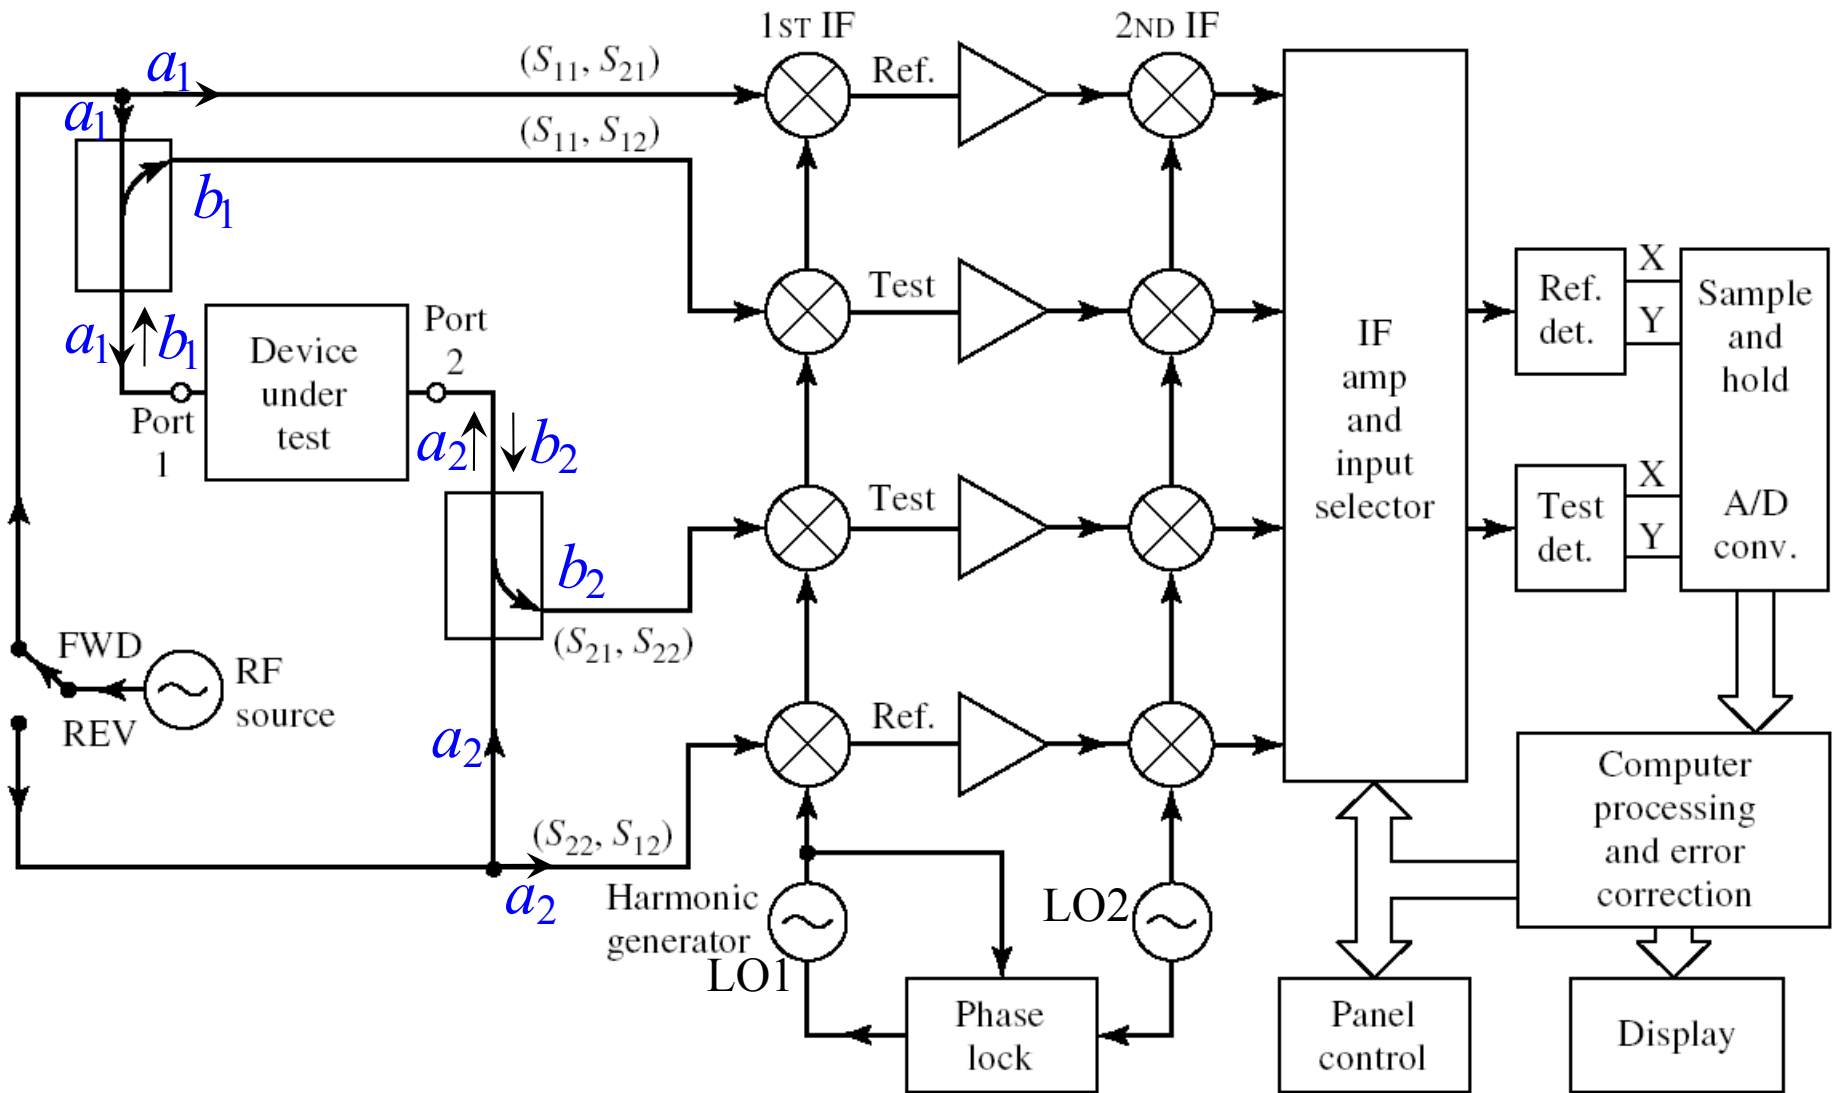 1ST IF
2ND IF
a1
(S11, S21)
Ref.
a1
(S11, S12)
b1
Test
a1
b1
Port
1
Device
under
test
Port
2
a2
b2
Test
b2
(S21, S22)
FWD
REV
RF
source
a2
Ref.
(S22, S12)
a2
Harmonic
generator
LO1
LO2
Phase
lock
IF
amp
and
input
selector
Ref.
det.
X
Y
Sample
and
hold
Test
det.
X
Y
A/D
conv.
Computer
processing
and error
correction
Panel
control
Display